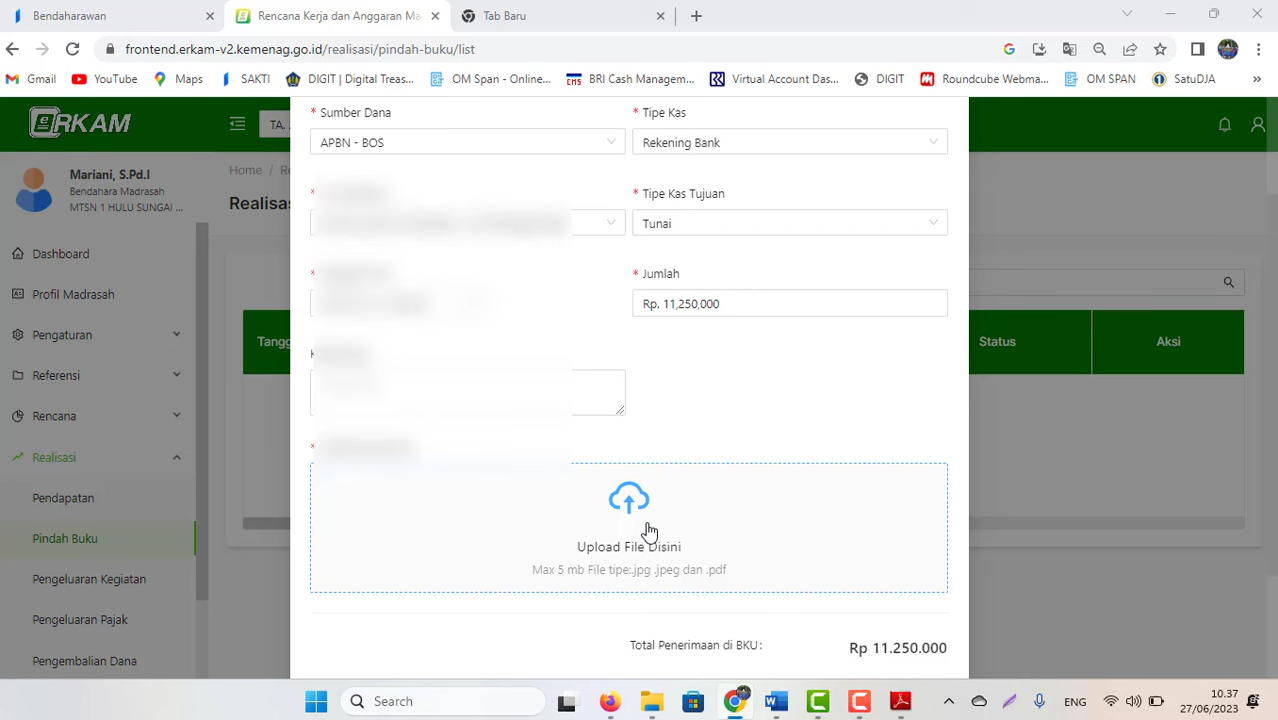 Bendaharawan
Rencana Kerja dan Anggaran Ma
Tab Baru
frontend.erkam-v2.kemenag.go.id/realisasi/pindah-buku/list
Gmail
YouTube
Maps
SAKTI
DIGIT | Digital Treas...
OM Span - Online...
CMS
BRI Cash Managem...
Virtual Account Das...
DIGIT
Roundcube Webma...
OM SPAN
SatuDJA
»
eRKAM
TA.
Mariani, S.Pd.I
Bendahara Madrasah
MTSN 1 HULU SUNGAI ...
Dashboard
Profil Madrasah
Pengaturan
Referensi
Rencana
Realisasi
Pendapatan
Pindah Buku
Pengeluaran Kegiatan
Pengeluaran Pajak
Pengembalian Dana
Home / R
Realisas
Tangg
Status
Aksi
* Sumber Dana
* Tipe Kas
APBN - BOS
Rekening Bank
*
* Tipe Kas Tujuan
Tunai
*
* Jumlah
Rp. 11,250,000
*
Upload File Disini
Max 5 mb File tipe:.jpg .jpeg dan .pdf
Total Penerimaan di BKU:
Rp 11.250.000
Search
ENG
10.37
27/06/2023